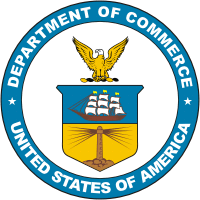 DEPARTMENT OF COMMERCE
UNITED STATES OF AMERICA